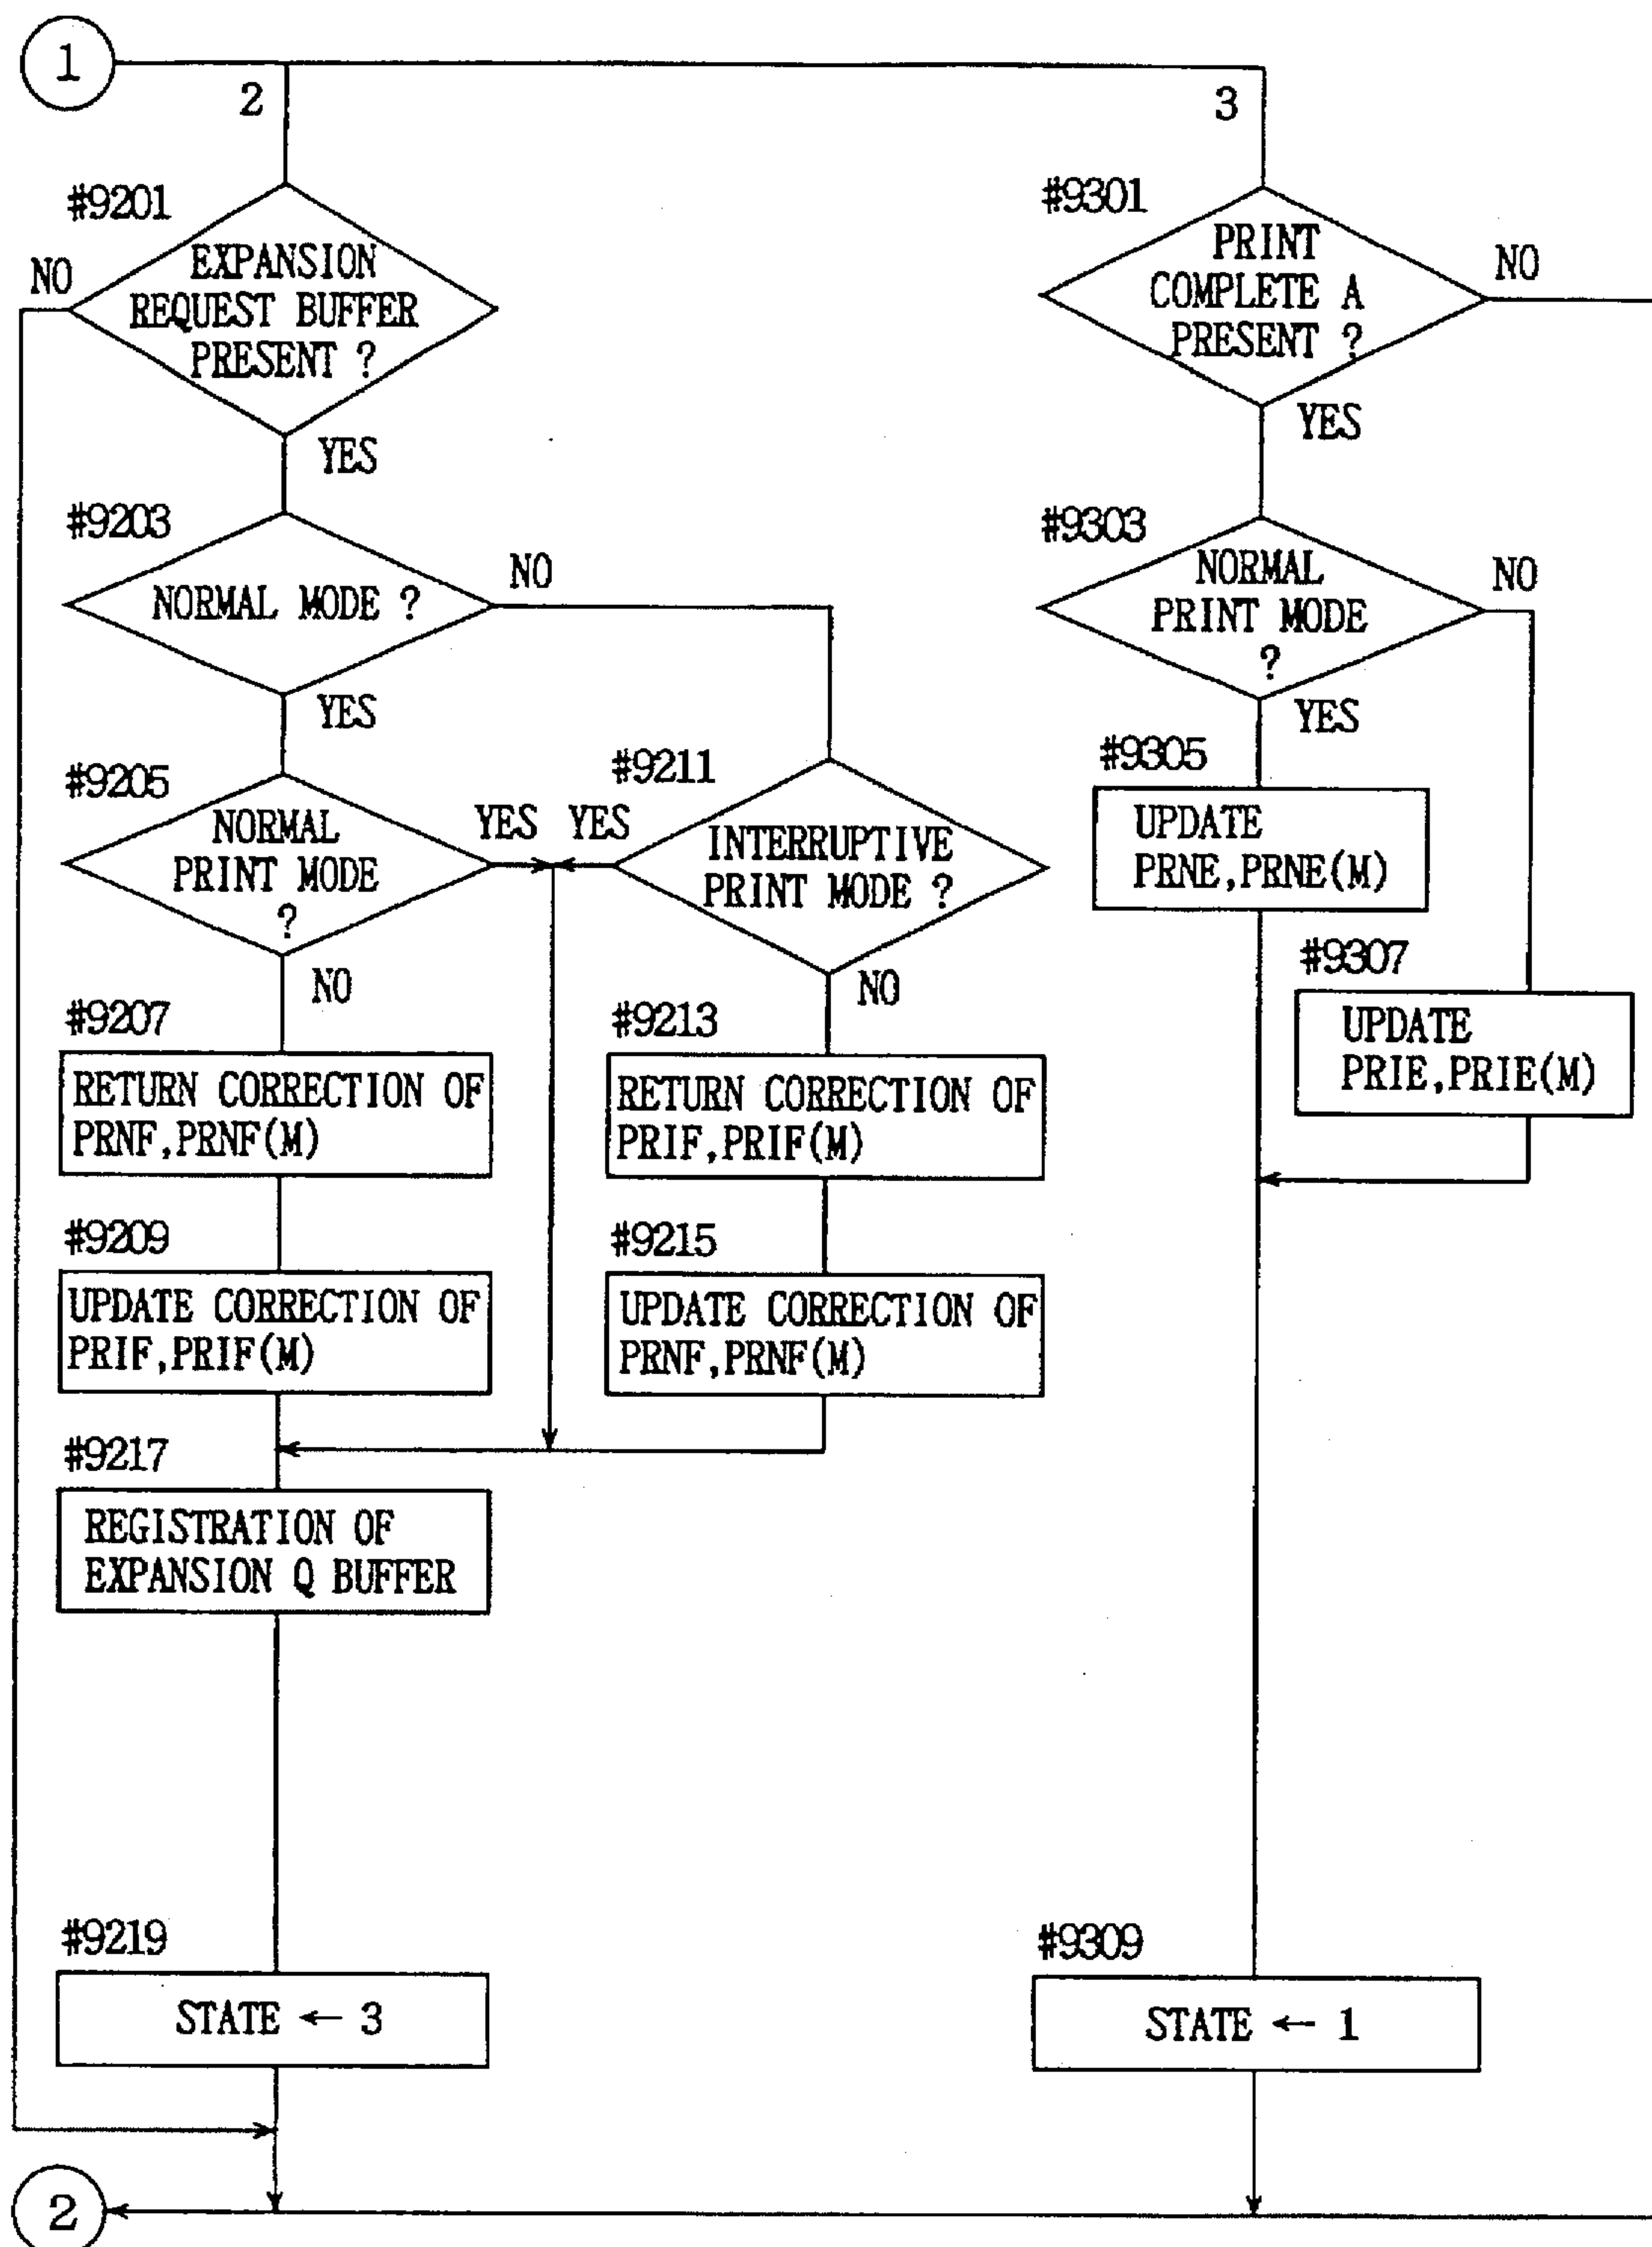 1
2
3
#9201
EXPANSION
REQUEST BUFFER
PRESENT ?
NO
YES
#9203
NORMAL MODE ?
NO
YES
#9205
NORMAL
PRINT MODE
?
YES
NO
#9211
INTERRUPTIVE
PRINT MODE ?
YES
NO
#9207
RETURN CORRECTION OF
PRNF,PRNF(M)
#9213
RETURN CORRECTION OF
PRIF,PRIF(M)
#9209
UPDATE CORRECTION OF
PRIF,PRIF(M)
#9215
UPDATE CORRECTION OF
PRNF,PRNF(M)
#9217
REGISTRATION OF
EXPANSION Q BUFFER
#9219
STATE ← 3
#9301
PRINT
COMPLETE A
PRESENT ?
NO
YES
#9303
NORMAL
PRINT MODE
?
NO
YES
#9305
UPDATE
PRNE,PRNE(M)
#9307
UPDATE
PRIE,PRIE(M)
#9309
STATE ← 1
2